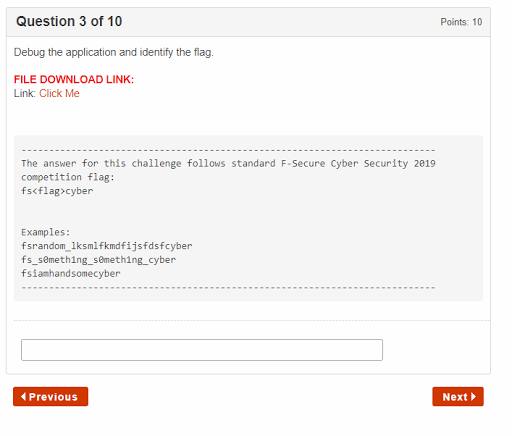 Question 3 of 10
Points: 10
Debug the application and identify the flag.
FILE DOWNLOAD LINK:
Link: Click Me
--------------------------------------------------------------------------
The answer for this challenge follows standard F-Secure Cyber Security 2019
competition flag:
fs<flag>cyber
Examples:
fsrandom_lksmlfkmdfijsfdsfcyber
fs_s0meth1ng_s0meth1ng_cyber
fsiamhandsomecyber
--------------------------------------------------------------------------
Previous
Next